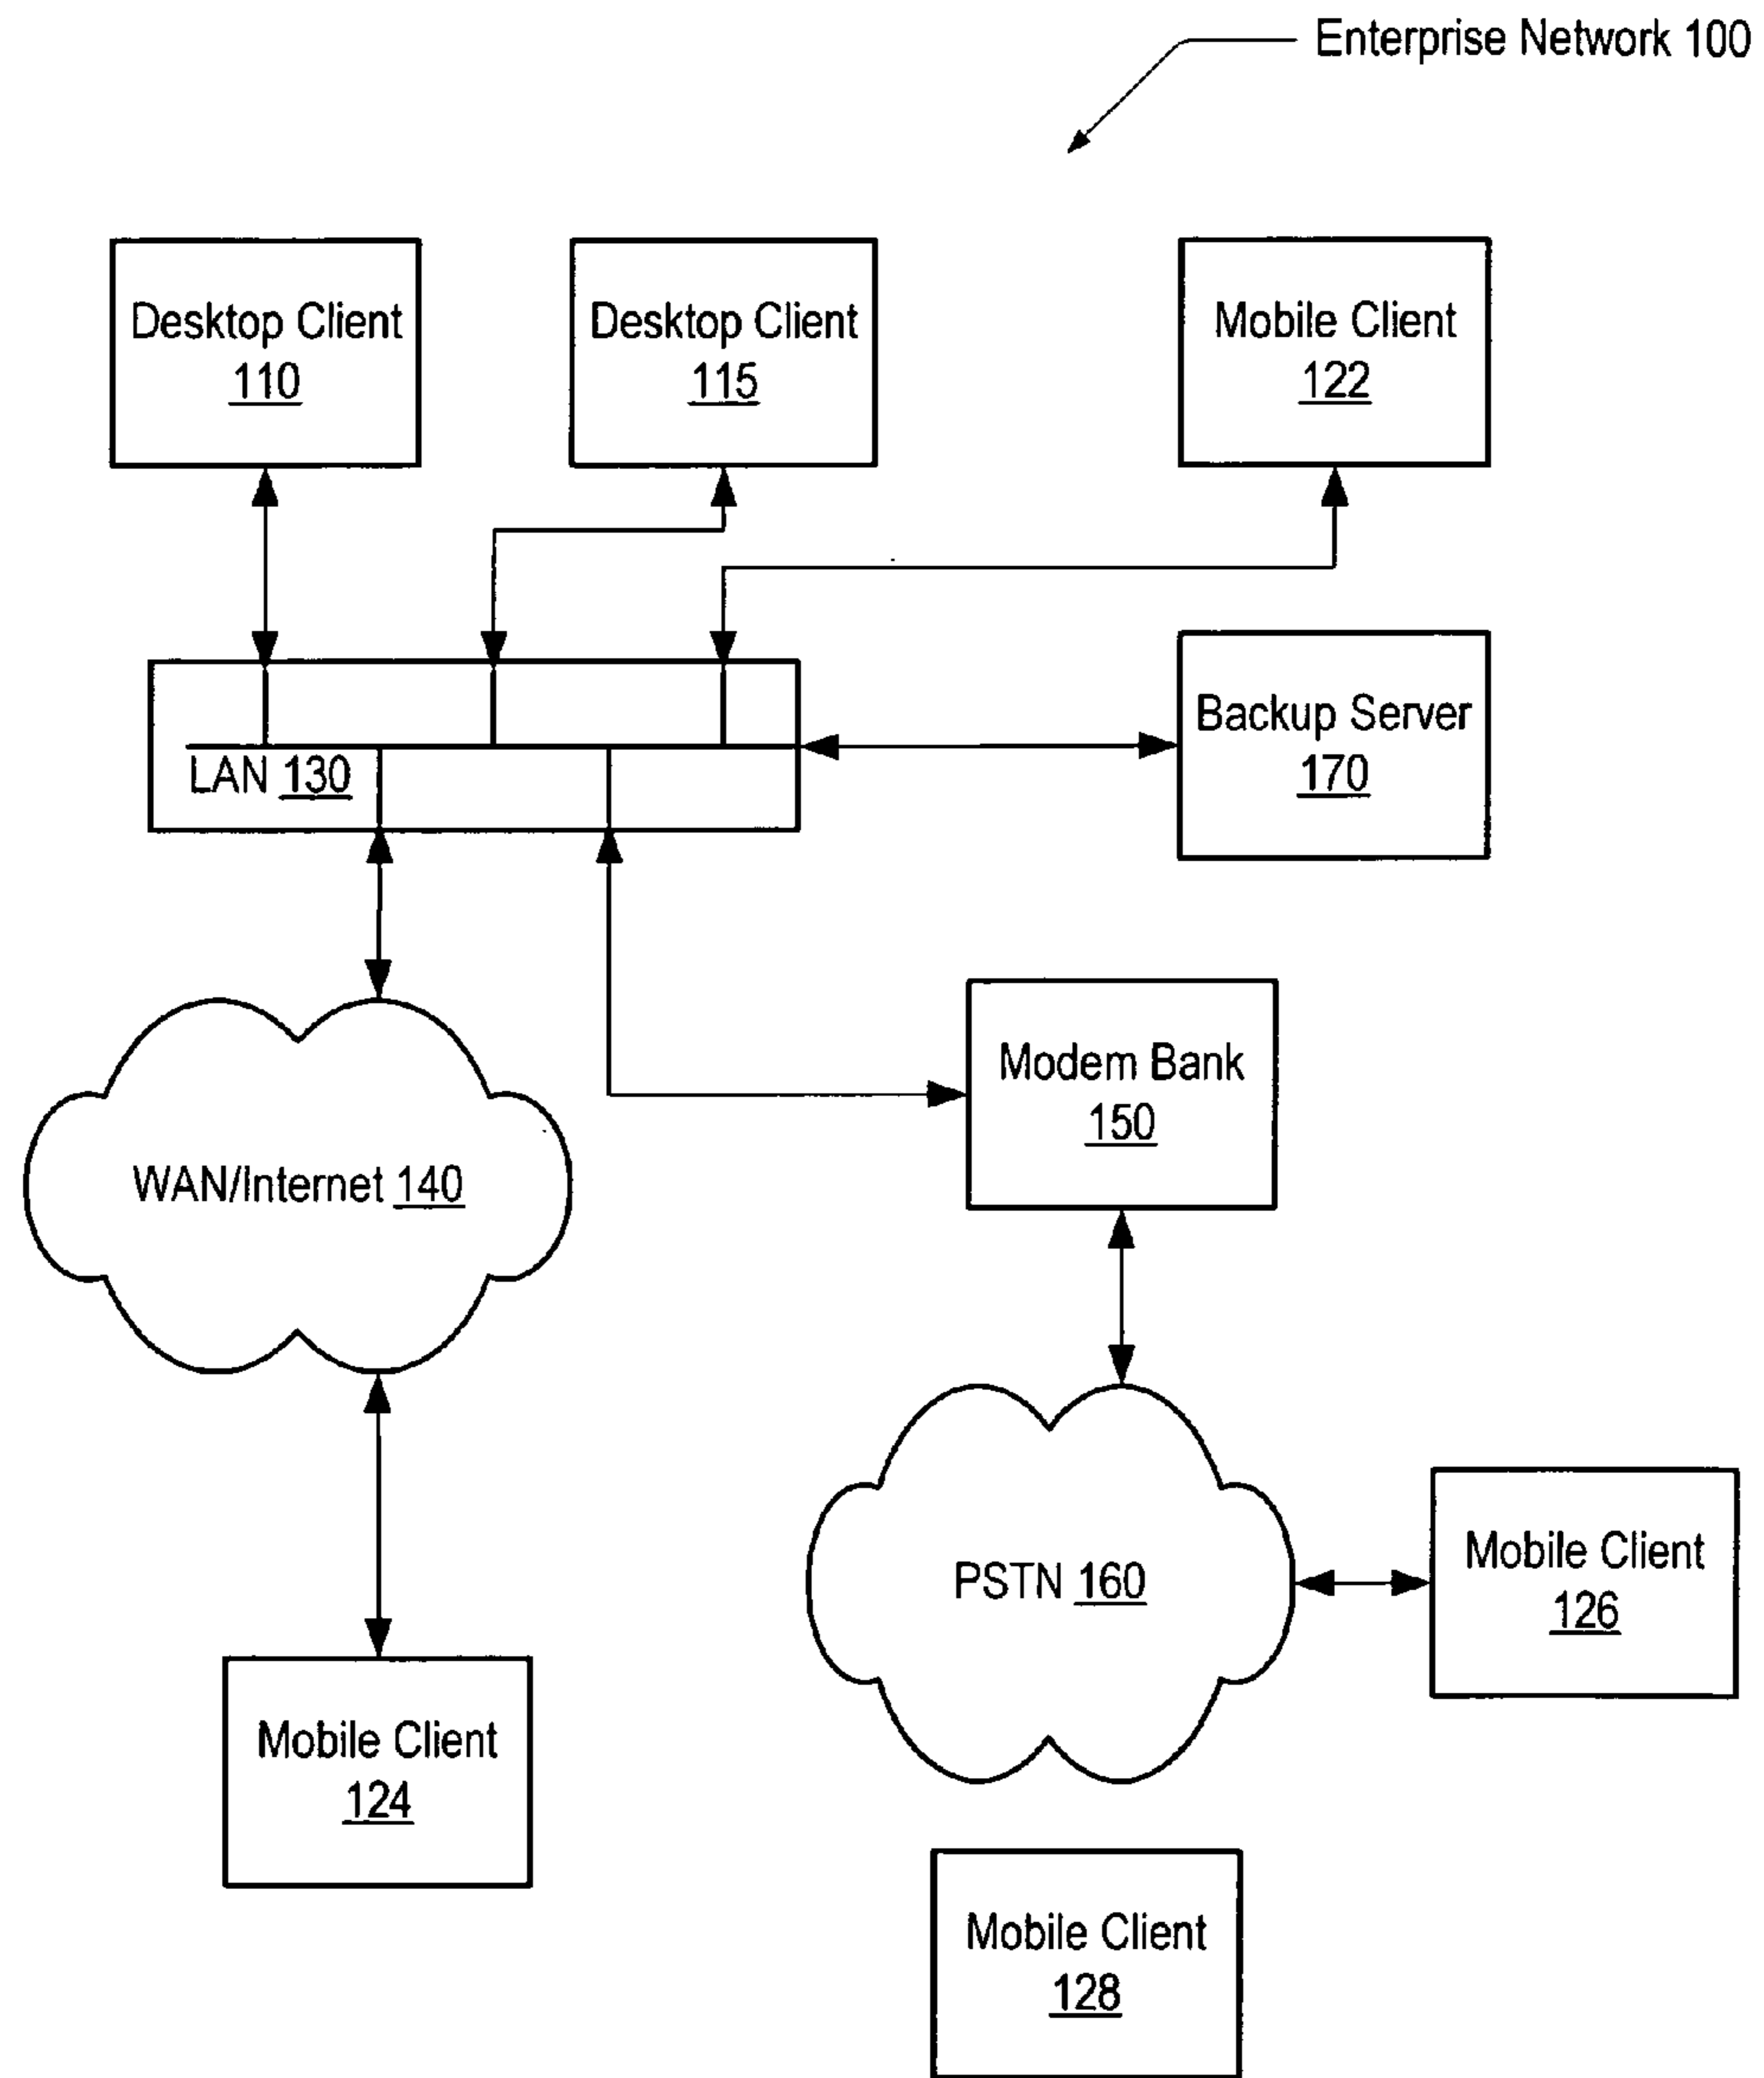 Enterprise Network 100
Desktop Client
110
Desktop Client
115
Mobile Client
122
Backup Server
170
LAN 130
Modem Bank
150
WAN/Internet 140
PSTN 160
Mobile Client
126
Mobile Client
124
Mobile Client
128